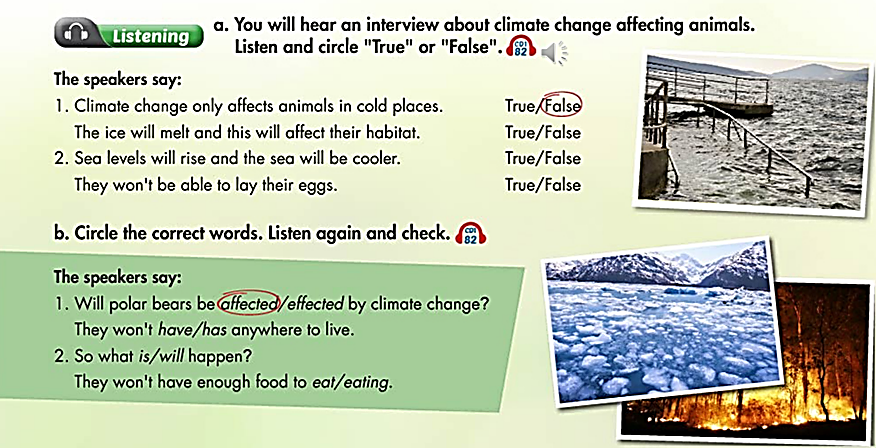 Listening
a. You will hear an interview about climate change affecting animals.
Listen and circle "True" or "False".
CD1
82
The speakers say:
1. Climate change only affects animals in cold places. True/False
The ice will melt and this will affect their habitat. True/False
2. Sea levels will rise and the sea will be cooler. True/False
They won't be able to lay their eggs. True/False
b. Circle the correct words. Listen again and check.
CD1
82
The speakers say:
1. Will polar bears be affected/effected by climate change?
They won't have/has anywhere to live.
2. So what is/will happen?
They won't have enough food to eat/eating.